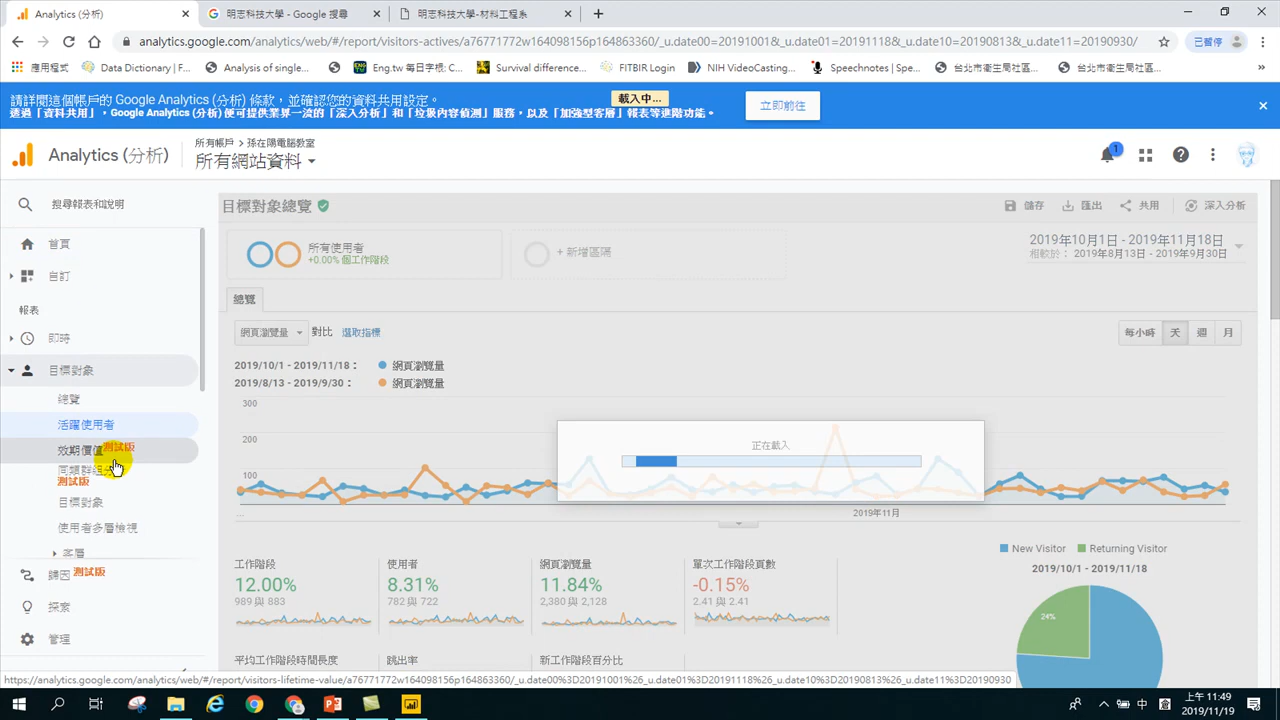 Analytics (分析)
明志科技大學 - Google 搜尋
明志科技大學-材料工程系
analytics.google.com/analytics/web/#/report/visitors-actives/a76771772w164098156p164863360/_u.date00=20191001&_u.date01=20191118&_u.date10=20190813&_u.date11=20190930/
已暫停
應用程式
Data Dictionary | F...
Analysis of single...
Eng.tw 每日字根: C...
Survival difference...
FITBIR Login
NIH VideoCasting...
Speechnotes | Spe...
台北市衛生局社區...
台北市衛生局社區...
請詳閱這個帳戶的 Google Analytics (分析) 條款，並確認您的資料共用設定。
載入中...
立即前往
透過「資料共用」，Google Analytics (分析) 便可提供業界一流的「深入分析」和「垃圾內容偵測」服務，以及「加強型客層」報表等進階功能。
Analytics (分析)
所有帳戶 > 孫在陽電腦教室
所有網站資料
1
搜尋報表和說明
首頁
自訂
報表
即時
目標對象
總覽
活躍使用者
效期價值 測試版
同類群組
測試版
目標對象
使用者多層檢視
客層
歸因 測試版
探索
管理
目標對象總覽
儲存
匯出
共用
深入分析
所有使用者
+0.00% 個工作階段
+ 新增區隔
2019年10月1日 - 2019年11月18日
相較於： 2019年8月13日 - 2019年9月30日
總覽
網頁瀏覽量
對比
選取指標
每小時
天
週
月
2019/10/1 - 2019/11/18：
網頁瀏覽量
2019/8/13 - 2019/9/30：
網頁瀏覽量
300
200
100
正在載入
...
2019年11月
工作階段
12.00%
989 與 883
使用者
8.31%
782 與 722
網頁瀏覽量
11.84%
2,380 與 2,128
單次工作階段頁數
-0.15%
2.41 與 2.41
平均工作階段時間長度
跳出率
新工作階段百分比
New Visitor
Returning Visitor
2019/10/1 - 2019/11/18
24%
https://analytics.google.com/analytics/web/#/report/visitors-lifetime-value/a76771772w164098156p164863360/_u.date00%3D20191001%26_u.date01%3D20191118%26_u.date10%3D20190813%26_u.date11%3D20190930
中
上午 11:49
2019/11/19